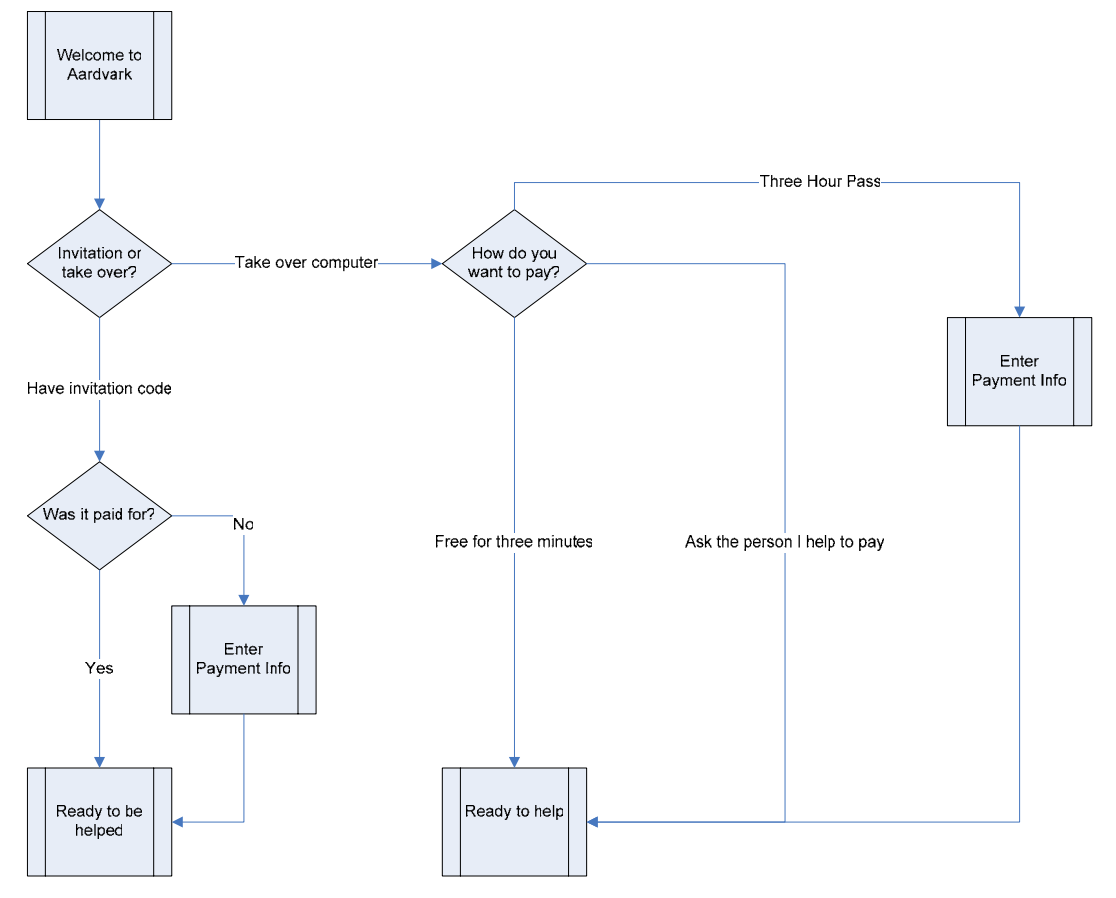 Welcome to
Aardvark
Three Hour Pass
Invitation or
take over?
Take over computer
How do you
want to pay?
Enter
Payment Info
Have invitation code
Was it paid for?
No
Free for three minutes
Ask the person I help to pay
Enter
Payment Info
Yes
Ready to be
helped
Ready to help